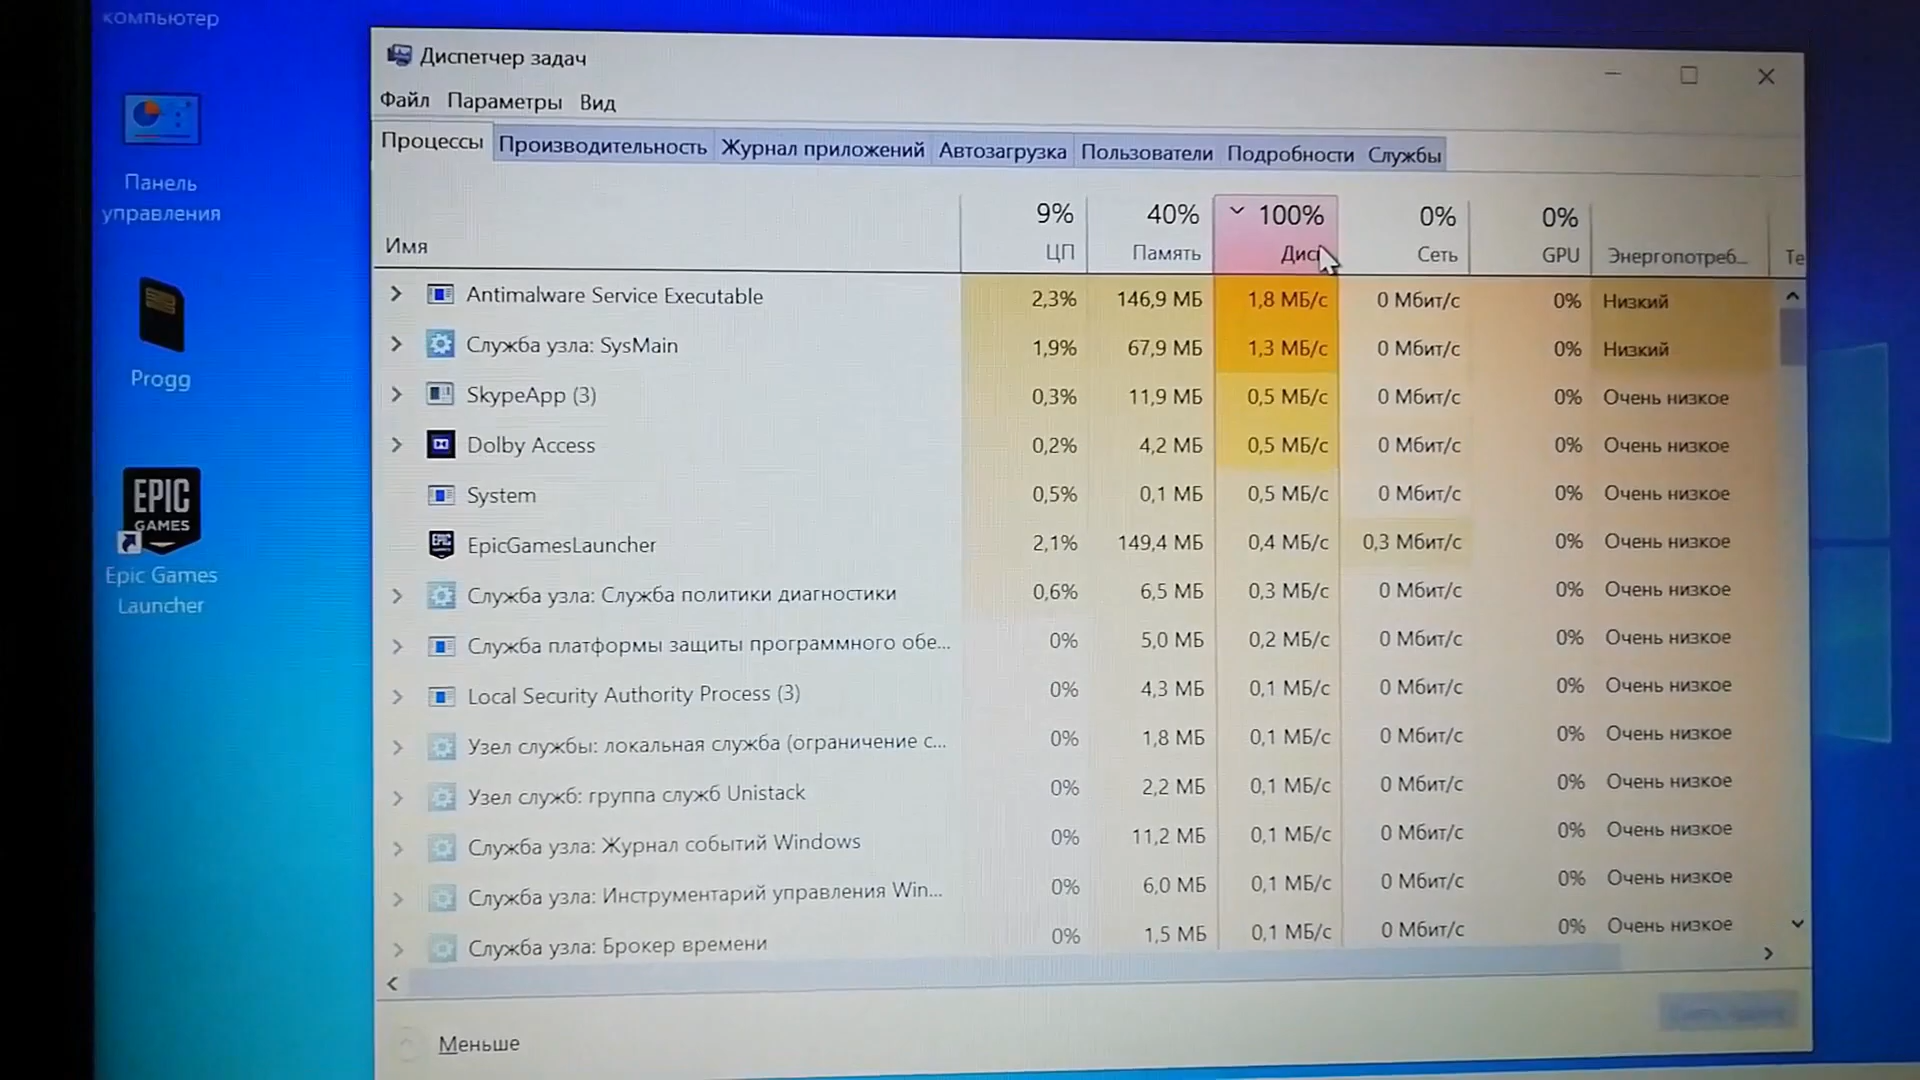 компьютер
Панель
управления
Progg
EPIC
GAMES
Epic Games
Launcher
Диспетчер задач
Файл Параметры Вид
Процессы Производительность Журнал приложений Автозагрузка Пользователи Подробности Службы
9% 40% 100% 0% 0%
Имя ЦП Память Диск Сеть GPU Энергопотреб... Те
Antimalware Service Executable 2,3% 146,9 МБ 1,8 МБ/с 0 Мбит/с 0% Низкий
Служба узла: SysMain 1,9% 67,9 МБ 1,3 МБ/с 0 Мбит/с 0% Низкий
SkypeApp (3) 0,3% 11,9 МБ 0,5 МБ/с 0 Мбит/с 0% Очень низкое
Dolby Access 0,2% 4,2 МБ 0,5 МБ/с 0 Мбит/с 0% Очень низкое
System 0,5% 0,1 МБ 0,5 МБ/с 0 Мбит/с 0% Очень низкое
EPIC EpicGamesLauncher 2,1% 149,4 МБ 0,4 МБ/с 0,3 Мбит/с 0% Очень низкое
Служба узла: Служба политики диагностики 0,6% 6,5 МБ 0,3 МБ/с 0 Мбит/с 0% Очень низкое
Служба платформы защиты программного обе... 0% 5,0 МБ 0,2 МБ/с 0 Мбит/с 0% Очень низкое
Local Security Authority Process (3) 0% 4,3 МБ 0,1 МБ/с 0 Мбит/с 0% Очень низкое
Узел службы: локальная служба (ограничение с... 0% 1,8 МБ 0,1 МБ/с 0 Мбит/с 0% Очень низкое
Узел служб: группа служб Unistack 0% 2,2 МБ 0,1 МБ/с 0 Мбит/с 0% Очень низкое
Служба узла: Журнал событий Windows 0% 11,2 МБ 0,1 МБ/с 0 Мбит/с 0% Очень низкое
Служба узла: Инструментарий управления Win... 0% 6,0 МБ 0,1 МБ/с 0 Мбит/с 0% Очень низкое
Служба узла: Брокер времени 0% 1,5 МБ 0,1 МБ/с 0 Мбит/с 0% Очень низкое
Меньше